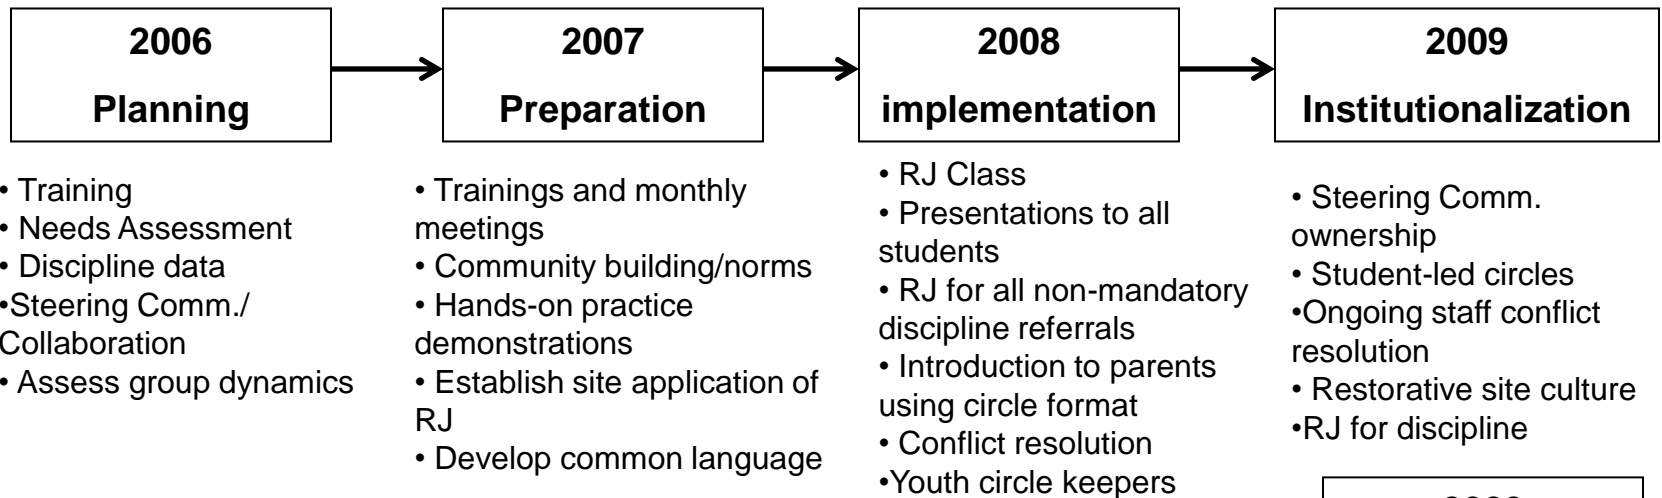 2006
Planning
• Training
• Needs Assessment
• Discipline data
•Steering Comm./
Collaboration
• Assess group dynamics
2007
Preparation
• Trainings and monthly
meetings
• Community building/norms
• Hands-on practice
demonstrations
• Establish site application of
RJ
• Develop common language
2008
implementation
• RJ Class
• Presentations to all
students
• RJ for all non-mandatory
discipline referrals
• Introduction to parents
using circle format
• Conflict resolution
•Youth circle keepers
2009
Institutionalization
• Steering Comm.
ownership
• Student-led circles
•Ongoing staff conflict
resolution
• Restorative site culture
•RJ for discipline